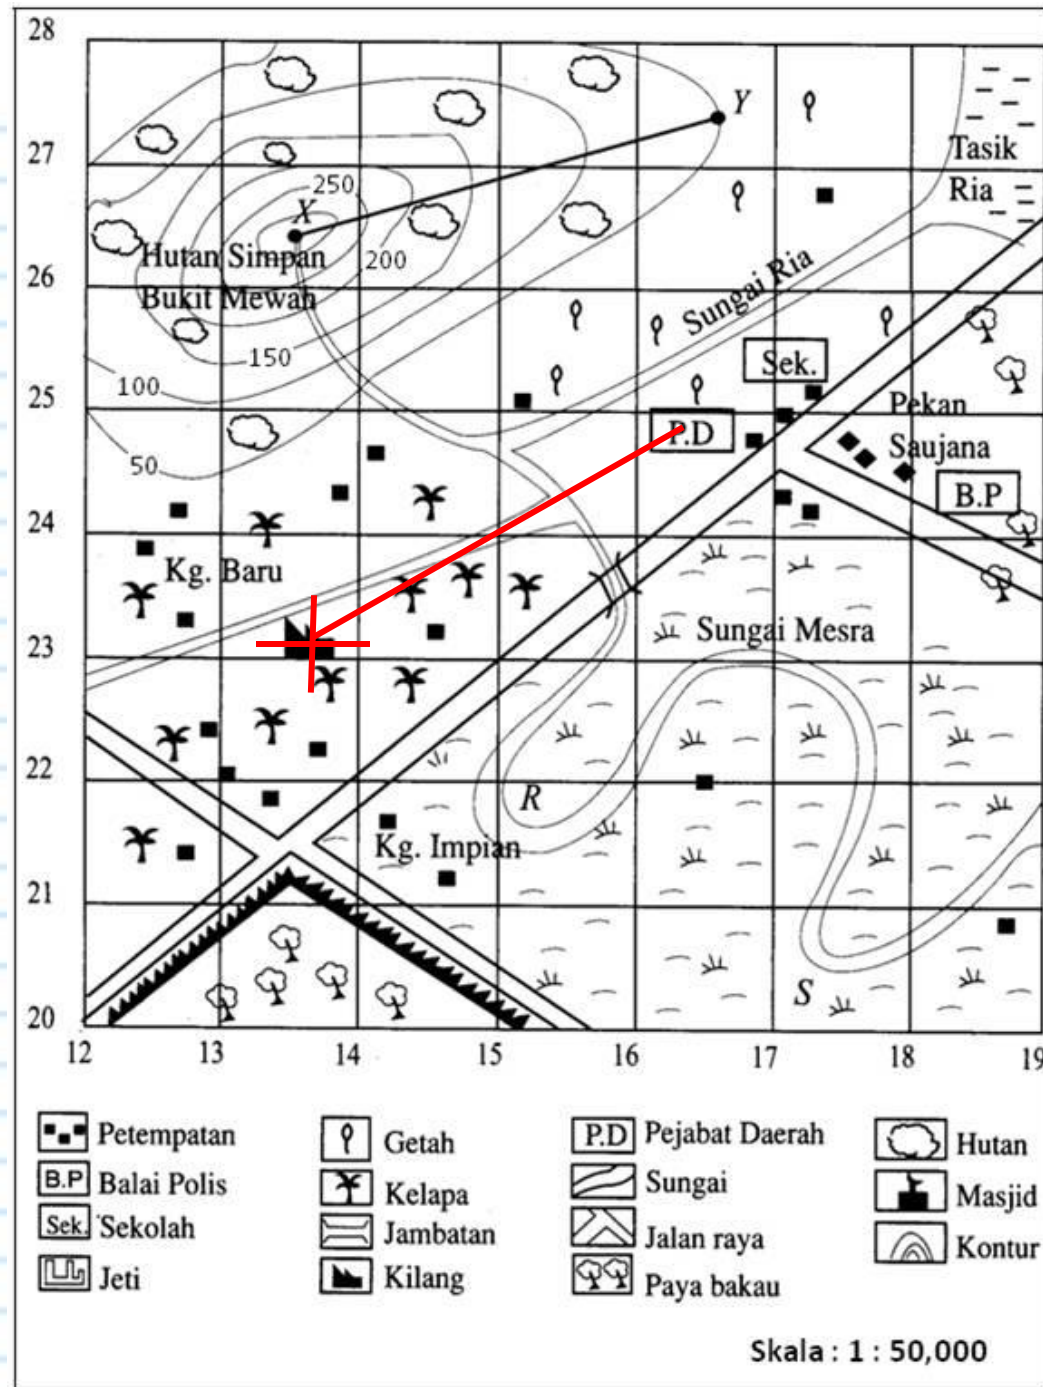 28
Y
27
Tasik
Ria
250
X
Hutan Simpan
200
26
Bukit Mewah
Sungai Ria
150
Sek.
100
25
Pekan
P.D
Saujana
50
B.P
24
Kg. Baru
Sungai Mesra
23
22
R
Kg. Impian
21
S
20
12 13 14 15 16 17 18 19
Petempatan
B.P Balai Polis
Sek. Sekolah
Jeti
Getah
Kelapa
Jambatan
Kilang
P.D Pejabat Daerah
Sungai
Jalan raya
Paya bakau
Hutan
Masjid
Kontur
Skala : 1 : 50,000